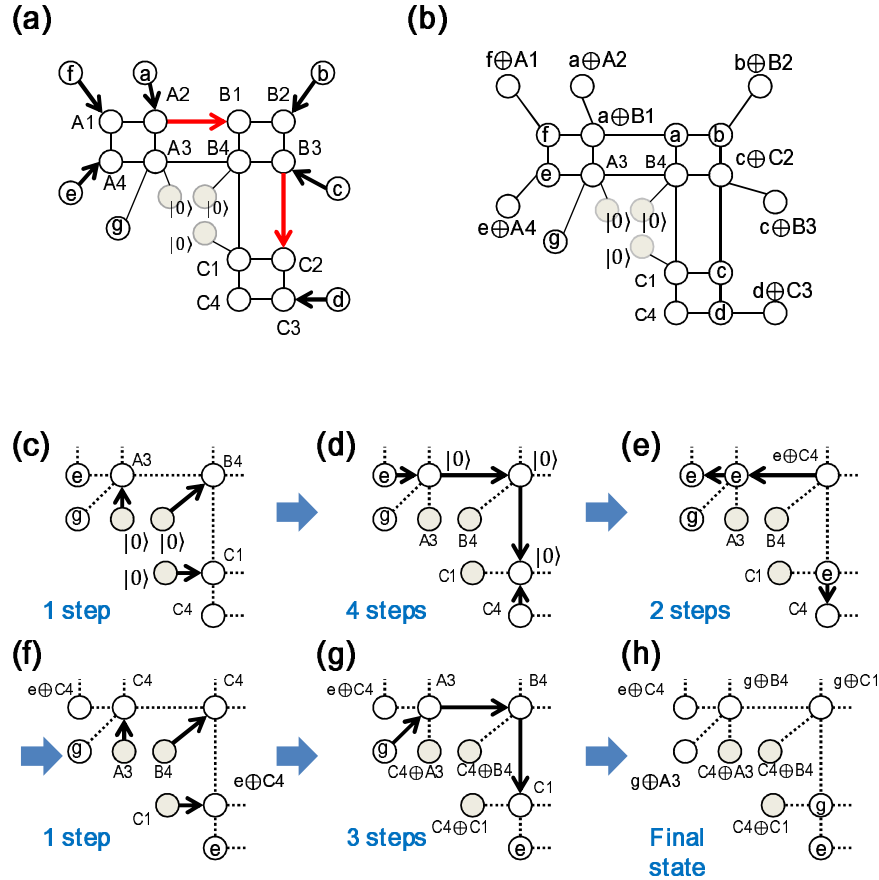 (a)
(b)
f a b
A1 A2 B1 B2
A4 A3 B4 B3
e g c
|0⟩ |0⟩
|0⟩
C1 C2
C4 d
C3
f⊕A1 a⊕A2 b⊕B2
a⊕B1
f a b
e A3 B4 c⊕C2
e⊕A4 g |0⟩ |0⟩ c⊕B3
|0⟩
C1 c d⊕C3
C4 d
(c)
A3 B4
e
g
|0⟩ |0⟩
|0⟩ C1
C4
1 step
(d)
|0⟩ |0⟩
e
g
A3 B4
C1 |0⟩
C4
4 steps
(e)
e⊕C4
e e
g
A3 B4
C1 e
C4
2 steps
(f)
e⊕C4 C4 C4
g
A3 B4
e⊕C4
C1
e
1 step
(g)
e⊕C4 A3 B4
g
C4⊕A3 C4⊕B4
C1
C4⊕C1
e
3 steps
(h)
e⊕C4 g⊕B4 g⊕C1
g⊕A3 C4⊕A3 C4⊕B4
g
C4⊕C1
e
Final
state